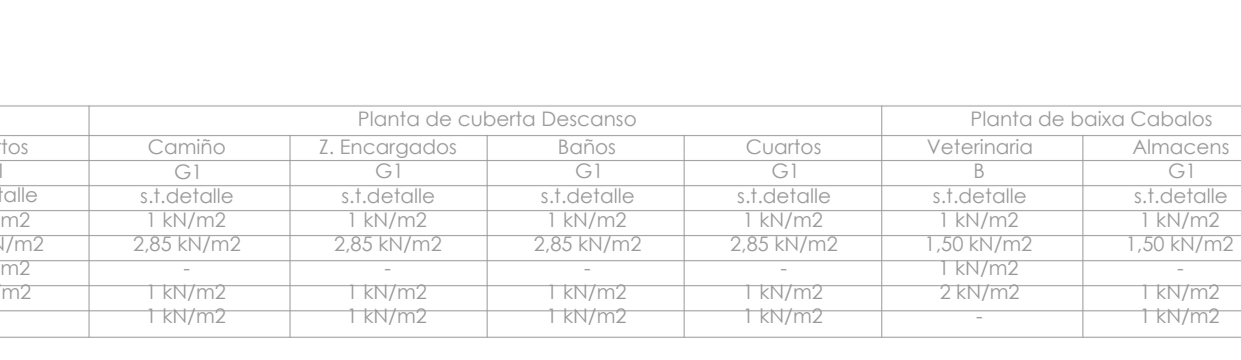 Planta de cuberta Descanso Planta de baixa Cabalos
Camiño Z. Encargados Baños Cuartos Veterinaria Almacens
G1 G1 G1 G1 B G1
s.t.detalle s.t.detalle s.t.detalle s.t.detalle s.t.detalle s.t.detalle
m2 1 kN/m2 1 kN/m2 1 kN/m2 1 kN/m2 1 kN/m2 1 kN/m2
/m2 2,85 kN/m2 2,85 kN/m2 2,85 kN/m2 2,85 kN/m2 1,50 kN/m2 1,50 kN/m2
m2 - - - - 1 kN/m2 -
/m2 1 kN/m2 1 kN/m2 1 kN/m2 1 kN/m2 2 kN/m2 1 kN/m2
1 kN/m2 1 kN/m2 1 kN/m2 1 kN/m2 - 1 kN/m2